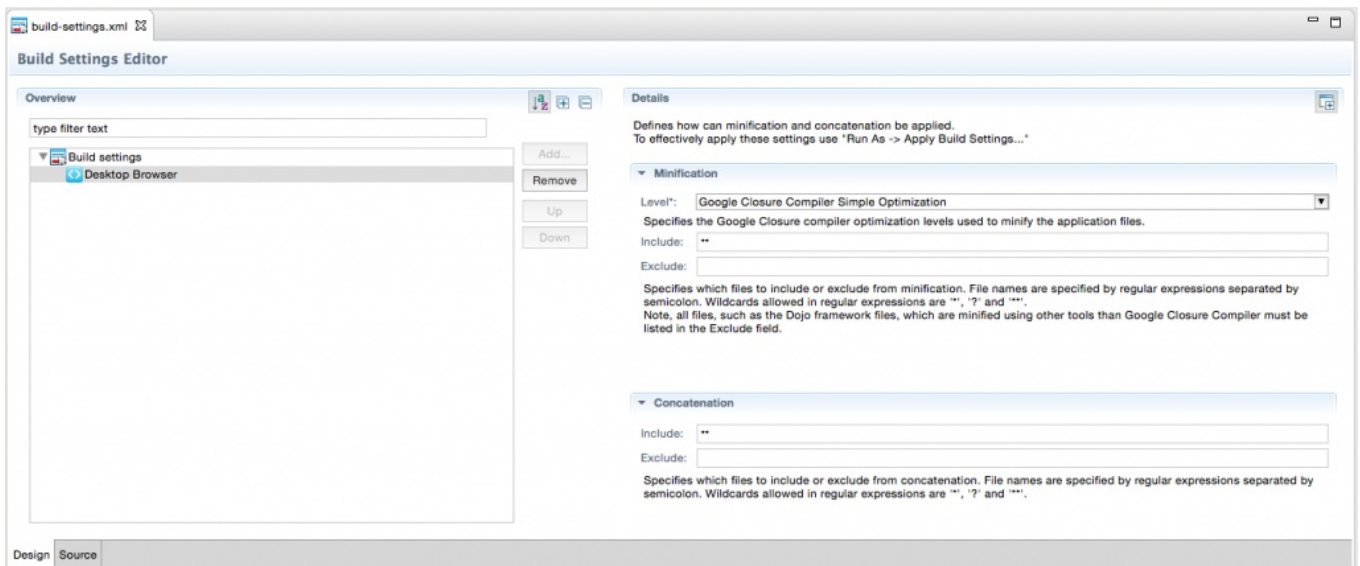 build-settings.xml
Build Settings Editor
Overview
type filter text
Build settings
Desktop Browser
Add...
Remove
Up
Down
Details
Defines how can minification and concatenation be applied.
To effectively apply these settings use "Run As -> Apply Build Settings..."
Minification
Level*: Google Closure Compiler Simple Optimization
Specifies the Google Closure compiler optimization levels used to minify the application files.
Include: **
Exclude:
Specifies which files to include or exclude from minification. File names are specified by regular expressions separated by
semicolon. Wildcards allowed in regular expressions are '*', '?' and '**'.
Note, all files, such as the Dojo framework files, which are minified using other tools than Google Closure Compiler must be
listed in the Exclude field.
Concatenation
Include: **
Exclude:
Specifies which files to include or exclude from concatenation. File names are specified by regular expressions separated by
semicolon. Wildcards allowed in regular expressions are '*', '?' and '**'.
Design Source